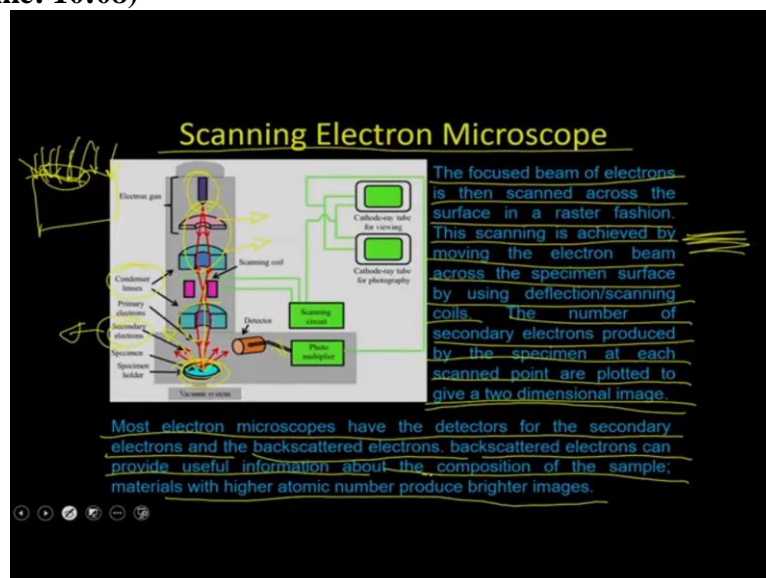 Scanning Electron Microscope
Electron gun
Condenser
lenses
Primary
electrons
Secondary
electrons
Specimen
Specimen
holder
Scanning coil
Detector
Vacuum system
Cathode-ray tube
for viewing
Cathode-ray tube
for photography
Scanning
circuit
Photo
multiplier
The focused beam of electrons
is then scanned across the
surface in a raster fashion.
This scanning is achieved by
moving the electron beam
across the specimen surface
by using deflection/scanning
coils. The number of
secondary electrons produced
by the specimen at each
scanned point are plotted to
give a two dimensional image.
Most electron microscopes have the detectors for the secondary
electrons and the backscattered electrons. backscattered electrons can
provide useful information about the composition of the sample;
materials with higher atomic number produce brighter images.